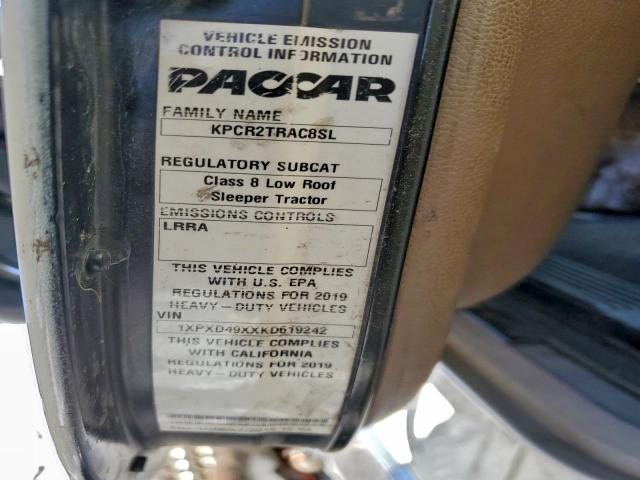 VEHICLE EMISSION
CONTROL INFORMATION
PACCAR
FAMILY NAME
KPCR2TRAC8SL
REGULATORY SUBCAT
Class 8 Low Roof
Sleeper Tractor
EMISSIONS CONTROLS
LRRA
THIS VEHICLE COMPLIES
WITH U.S. EPA
REGULATIONS FOR 2019
HEAVY-DUTY VEHICLES
VIN
1XPXD49XXKD619242
THIS VEHICLE COMPLIES
WITH CALIFORNIA
REGULATIONS FOR 2019
HEAVY-DUTY VEHICLES